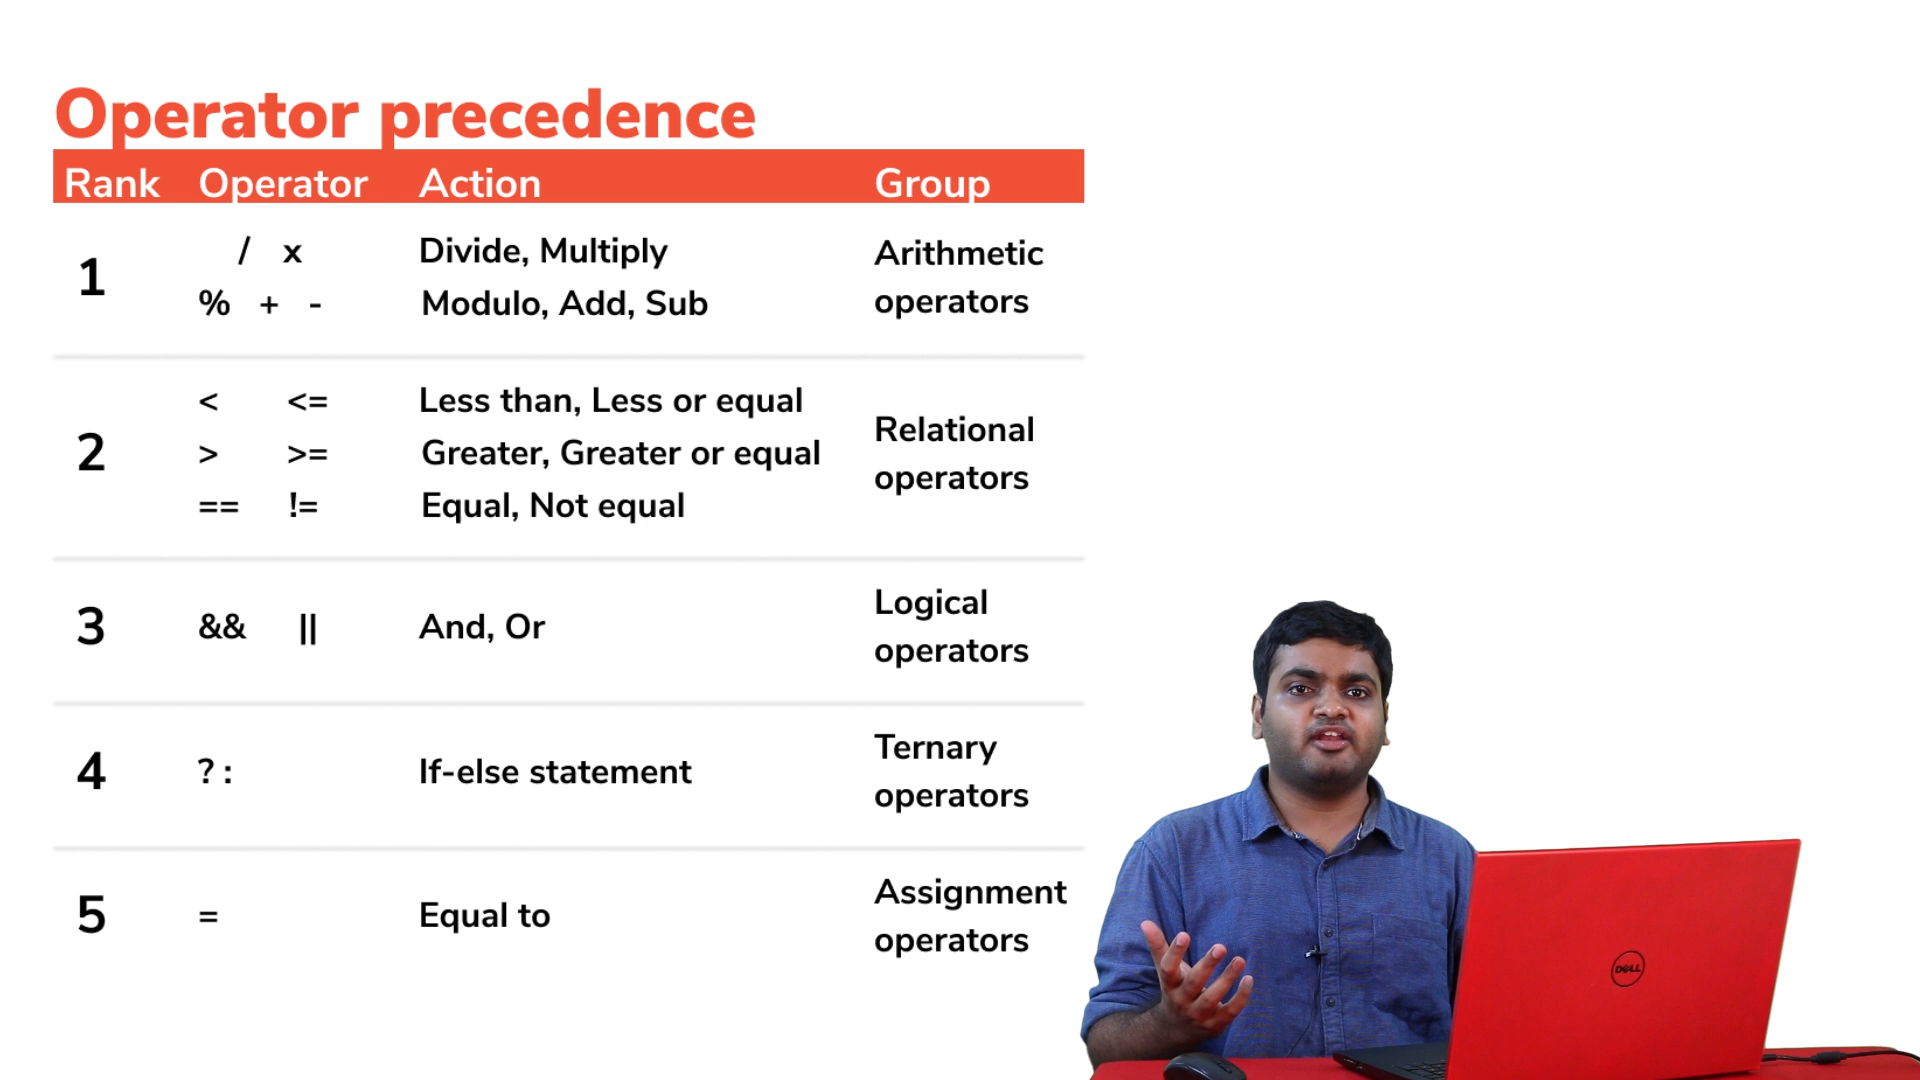 Operator precedence
Rank Operator Action Group
1 / x Divide, Multiply Arithmetic operators
% + - Modulo, Add, Sub
2 < <= Less than, Less or equal Relational operators
> >= Greater, Greater or equal
== != Equal, Not equal
3 && || And, Or Logical operators
4 ? : If-else statement Ternary operators
5 = Equal to Assignment operators
DELL